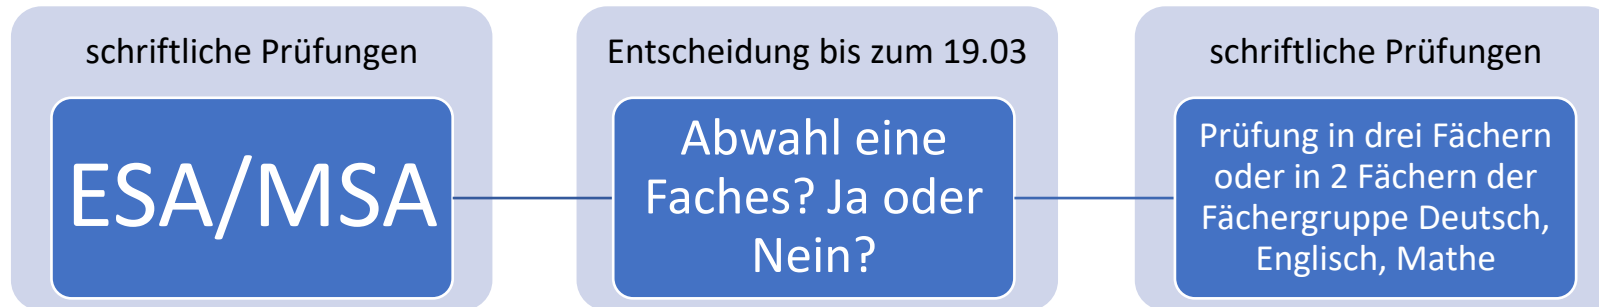 schriftliche Prüfungen
ESA/MSA
Entscheidung bis zum 19.03
Abwahl eine
Faches? Ja oder
Nein?
schriftliche Prüfungen
Prüfung in drei Fächern
oder in 2 Fächern der
Fächergruppe Deutsch,
Englisch, Mathe